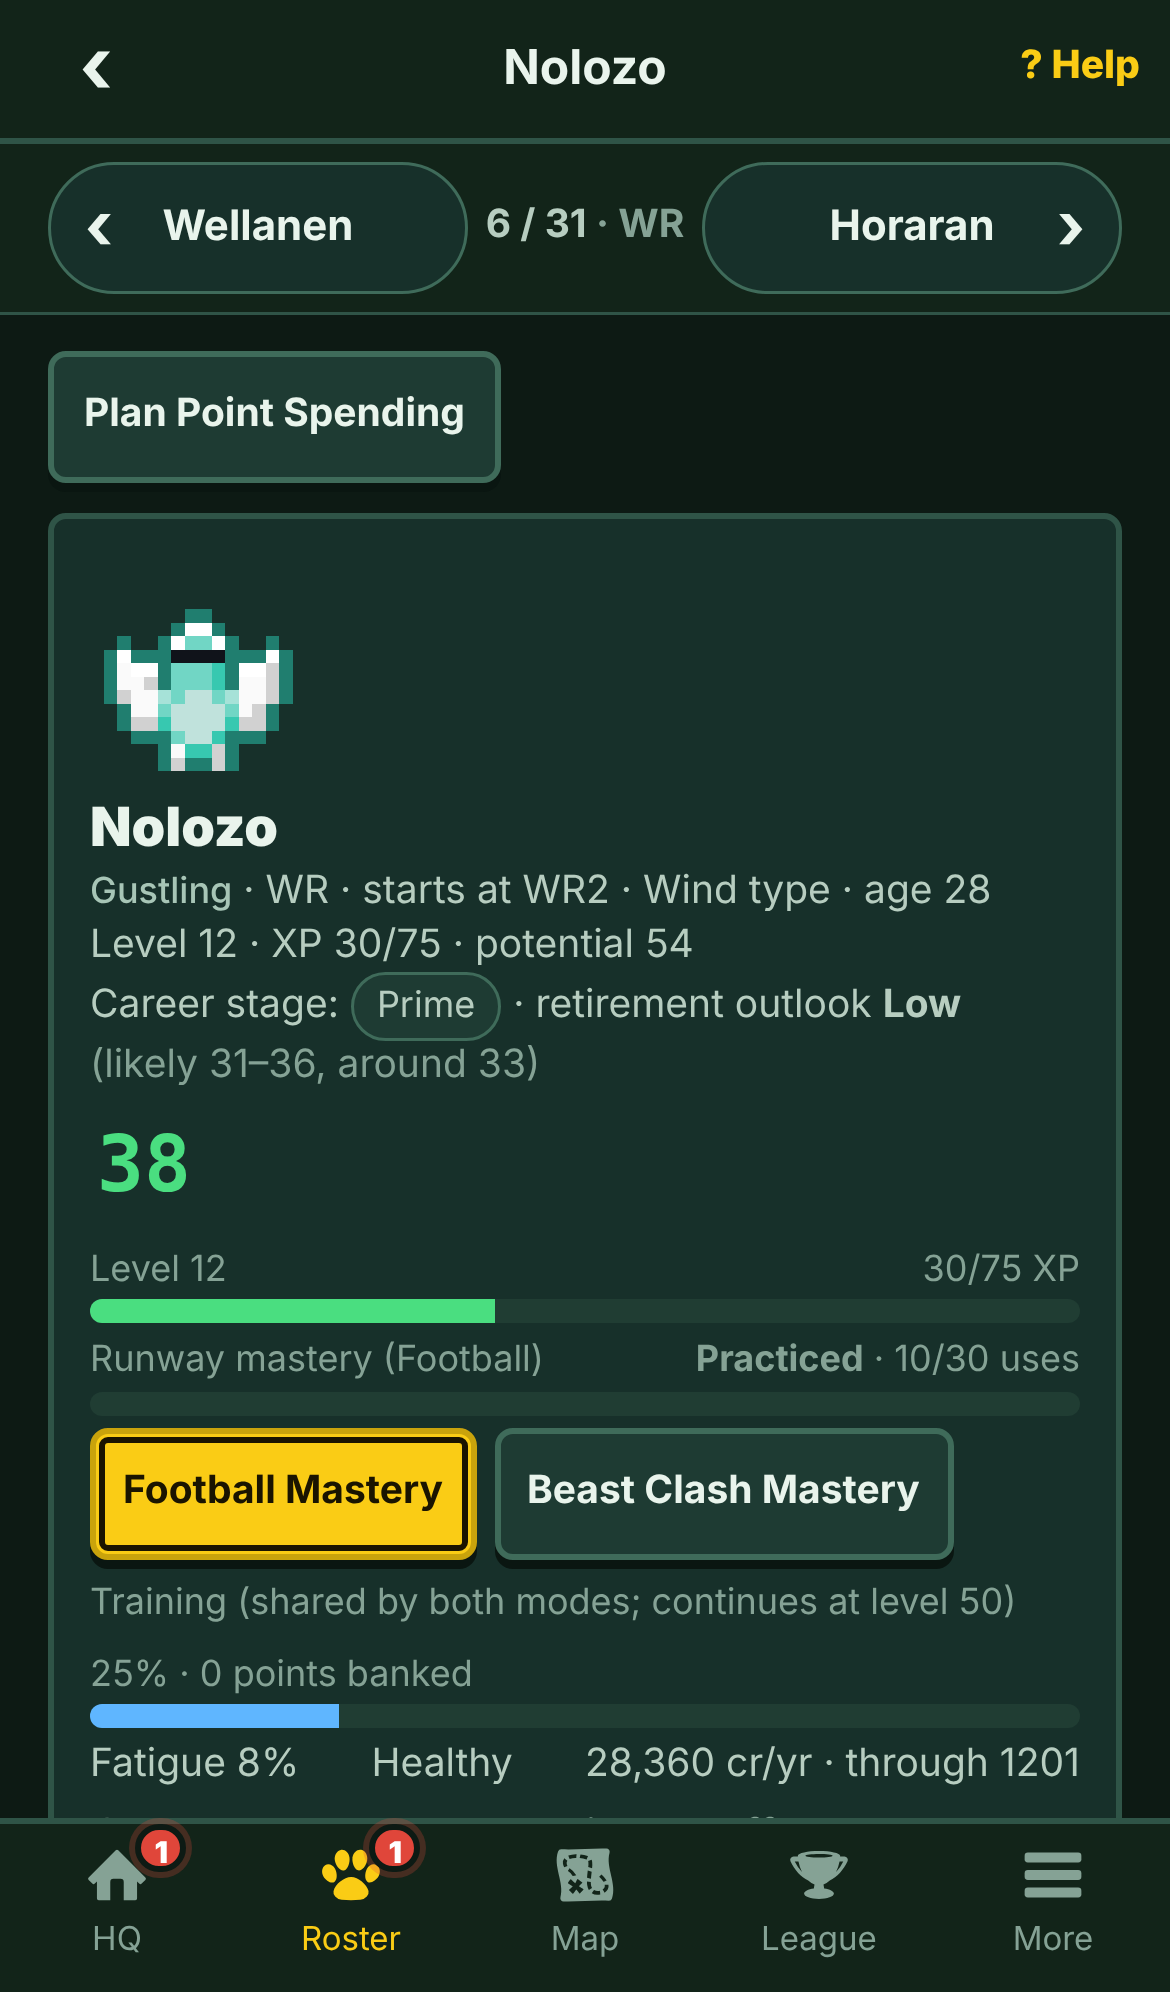 Nolozo
? Help
Wellanen
6 / 31 · WR
Horaran
Plan Point Spending
Nolozo
Gustling · WR · starts at WR2 · Wind type · age 28
Level 12 · XP 30/75 · potential 54
Career stage: Prime · retirement outlook Low
(likely 31–36, around 33)
38
Level 12 30/75 XP
Runway mastery (Football) Practiced · 10/30 uses
Football Mastery
Beast Clash Mastery
Training (shared by both modes; continues at level 50)
25% · 0 points banked
Fatigue 8% Healthy 28,360 cr/yr · through 1201
1
1
HQ
Roster
Map
League
More